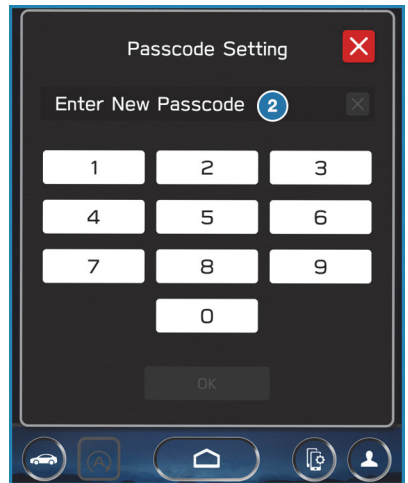 Passcode Setting
Enter New Passcode 2
1 2 3
4 5 6
7 8 9
0
OK
A